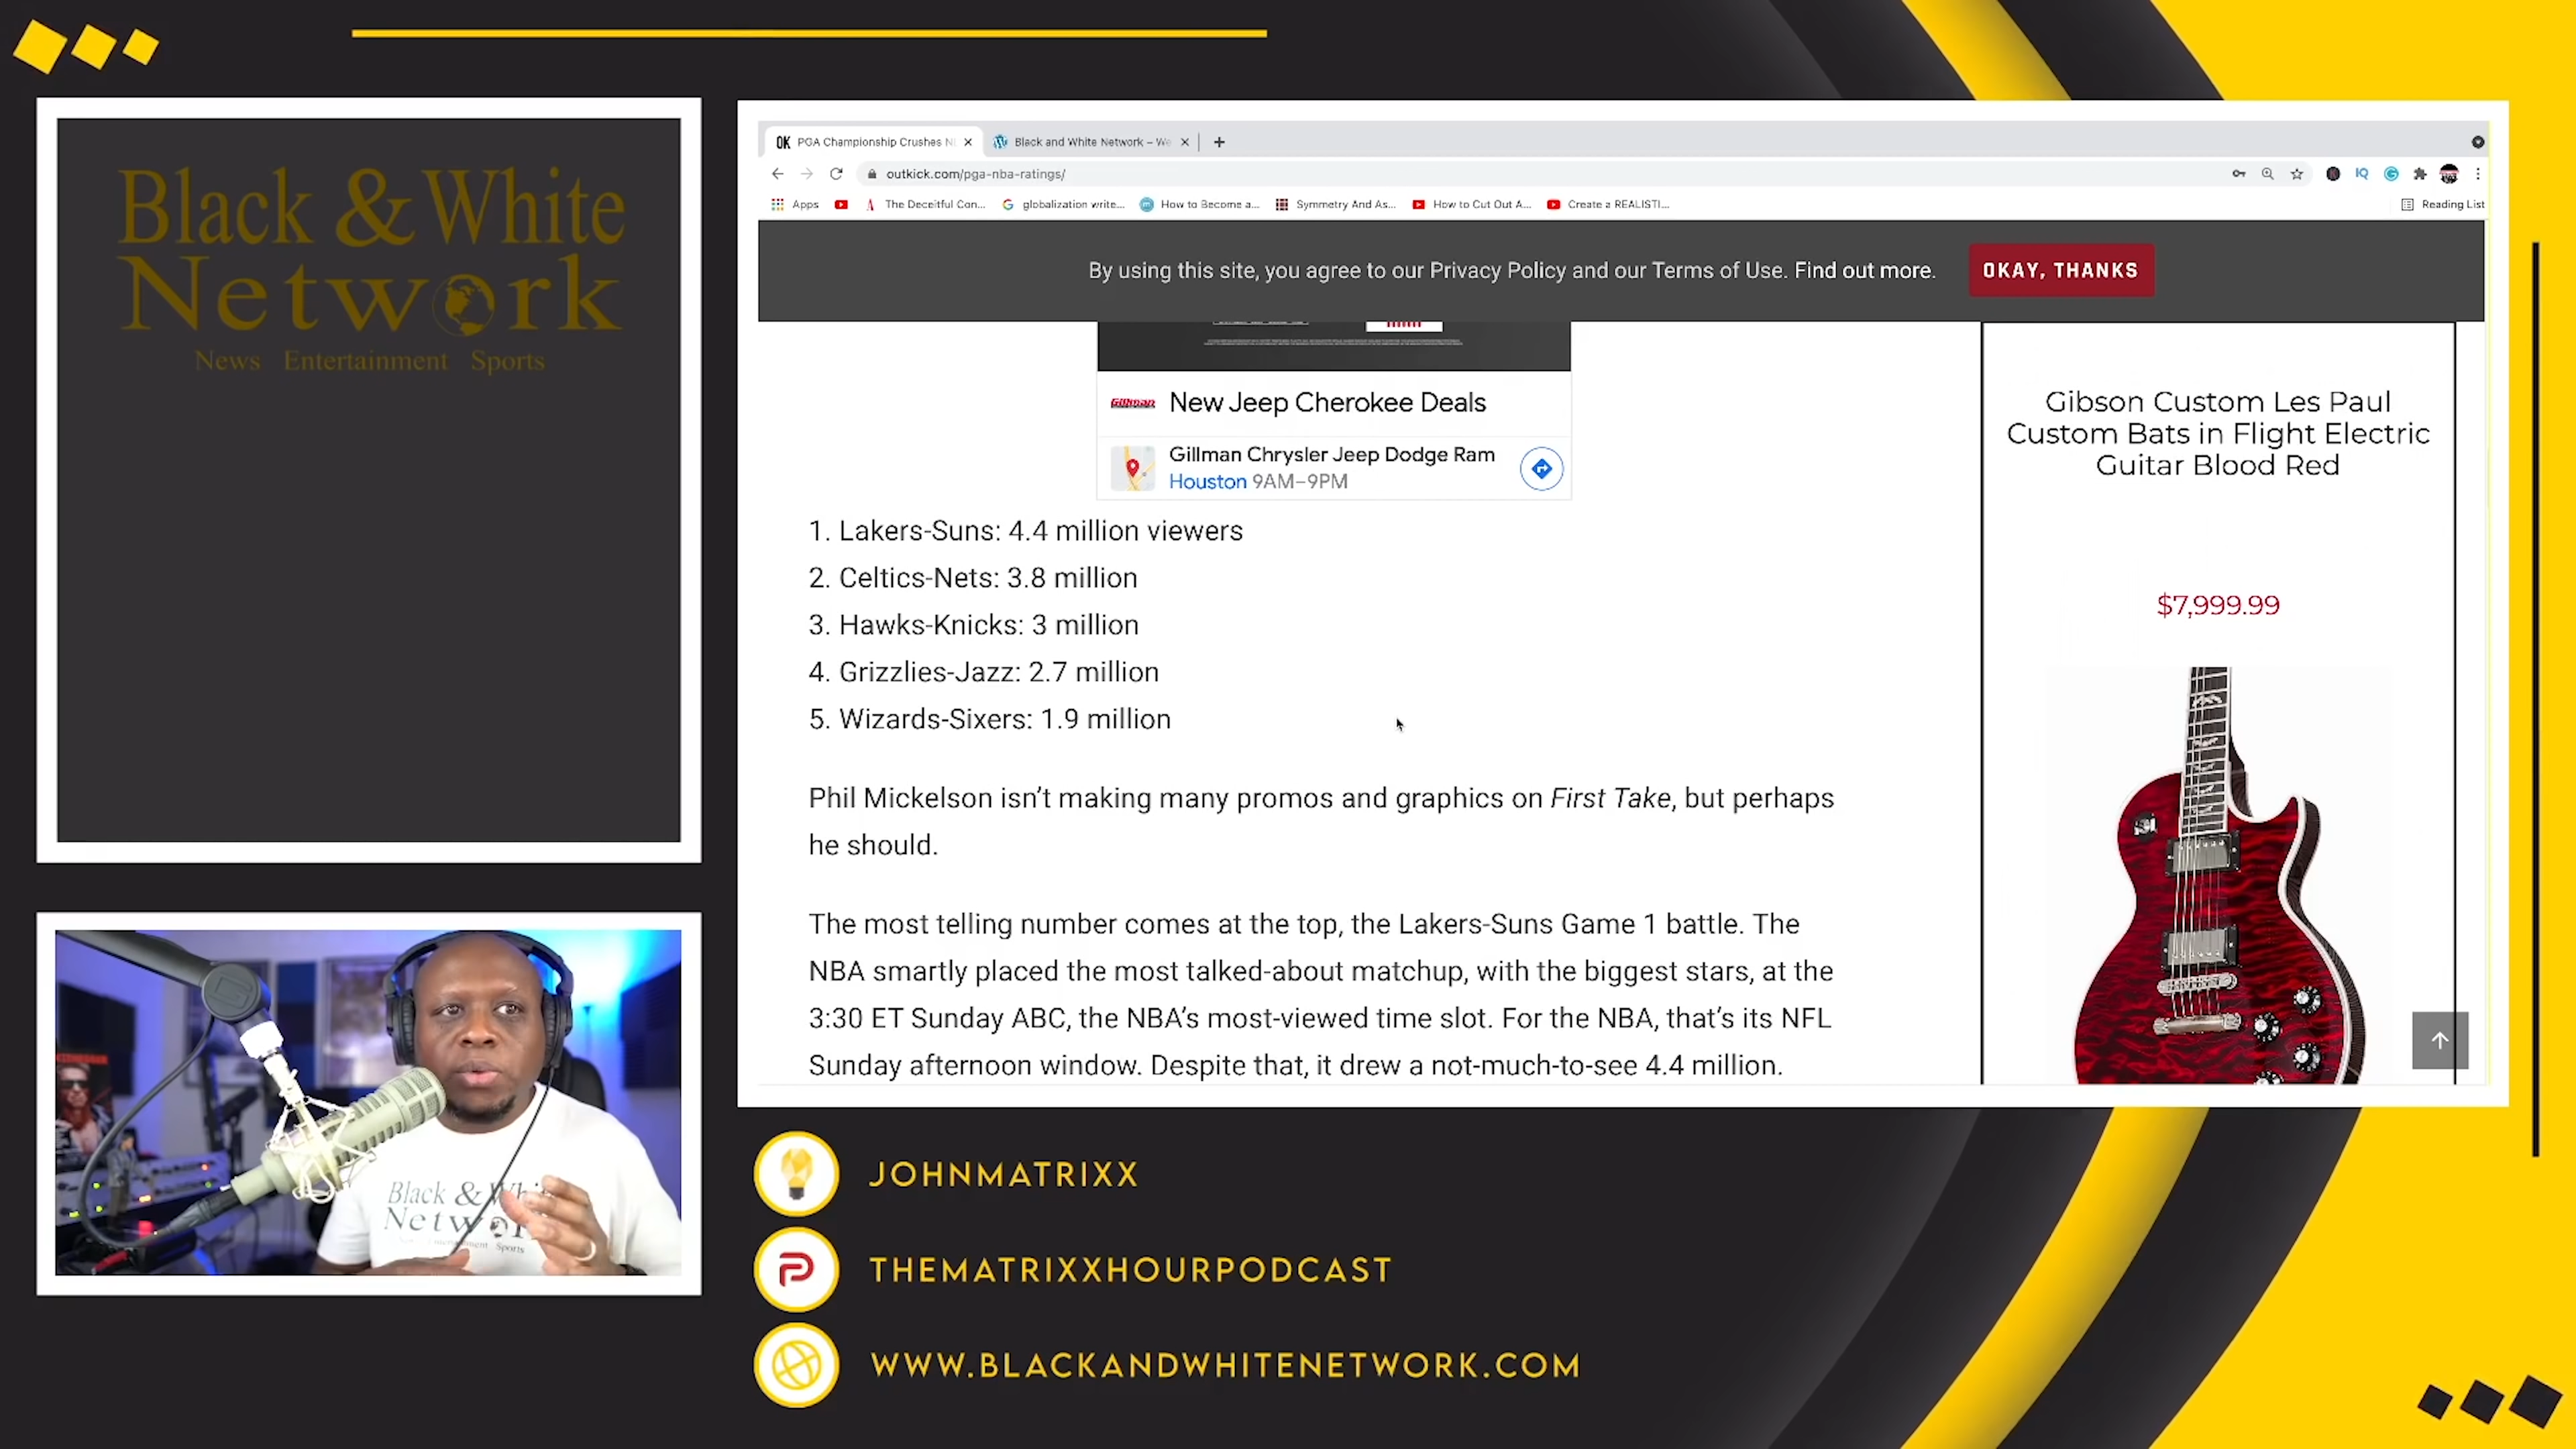 Black & White
Network
News Entertainment Sports
OK PGA Championship Crushes N
Black and White Network – We
outkick.com/pga-nba-ratings/
Apps
The Deceitful Con...
globalization write...
How to Become a...
Symmetry And As...
How to Cut Out A...
Create a REALISTI...
Reading List
By using this site, you agree to our Privacy Policy and our Terms of Use. Find out more.
OKAY, THANKS
Gillman
New Jeep Cherokee Deals
Gillman Chrysler Jeep Dodge Ram
Houston 9AM–9PM
1. Lakers-Suns: 4.4 million viewers
2. Celtics-Nets: 3.8 million
3. Hawks-Knicks: 3 million
4. Grizzlies-Jazz: 2.7 million
5. Wizards-Sixers: 1.9 million
Phil Mickelson isn't making many promos and graphics on First Take, but perhaps
he should.
The most telling number comes at the top, the Lakers-Suns Game 1 battle. The
NBA smartly placed the most talked-about matchup, with the biggest stars, at the
3:30 ET Sunday ABC, the NBA's most-viewed time slot. For the NBA, that's its NFL
Sunday afternoon window. Despite that, it drew a not-much-to-see 4.4 million.
Gibson Custom Les Paul
Custom Bats in Flight Electric
Guitar Blood Red
$7,999.99
Black & Whi
Network
Sports
JOHNMATRIXX
THEMATRIXXHOURPODCAST
WWW.BLACKANDWHITENETWORK.COM